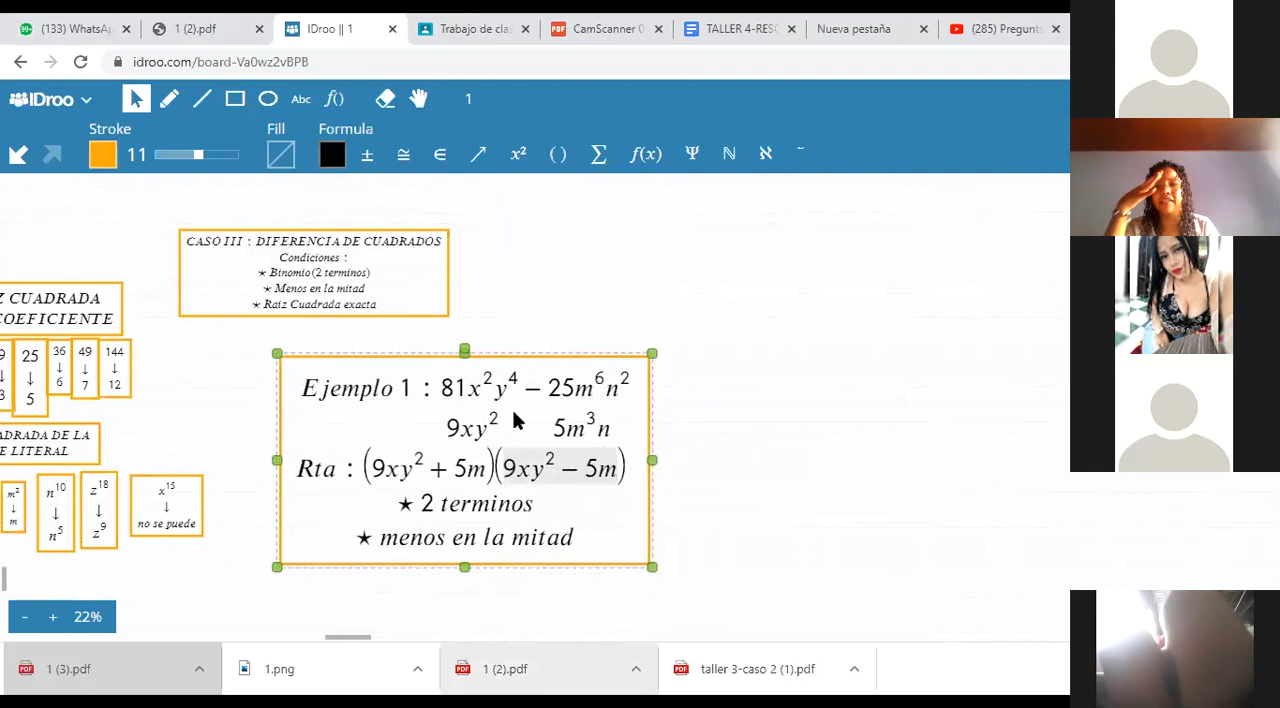 (133) WhatsAp
1 (2).pdf
IDroo || 1
Trabajo de clas
CamScanner 0
TALLER 4-RESO
Nueva pestaña
(285) Pregunt
idroo.com/board-Va0wz2vBPB
IDroo
Abc
f()
1
Stroke
Fill
Formula
11
± ≅ ∈ x² ( ) ∑ f(x) Ψ ℕ ℵ ~
CASO III : DIFERENCIA DE CUADRADOS
Condiciones :
★ Binomio(2 terminos)
★ Menos en la mitad
★ Raiz Cuadrada exacta
Z CUADRADA
COEFICIENTE
9 25 36 49 144
↓ ↓ ↓ ↓ ↓
3 5 6 7 12
ADRADA DE LA
E LITERAL
m² n¹⁰ z¹⁸ x¹⁵
↓ ↓ ↓ ↓
m n⁵ z⁹ no se puede
Ejemplo 1 : 81x²y⁴ − 25m⁶n²
9xy² 5m³n
Rta : (9xy² + 5m)(9xy² − 5m)
★ 2 terminos
★ menos en la mitad
- + 22%
1 (3).pdf
1.png
1 (2).pdf
taller 3-caso 2 (1).pdf